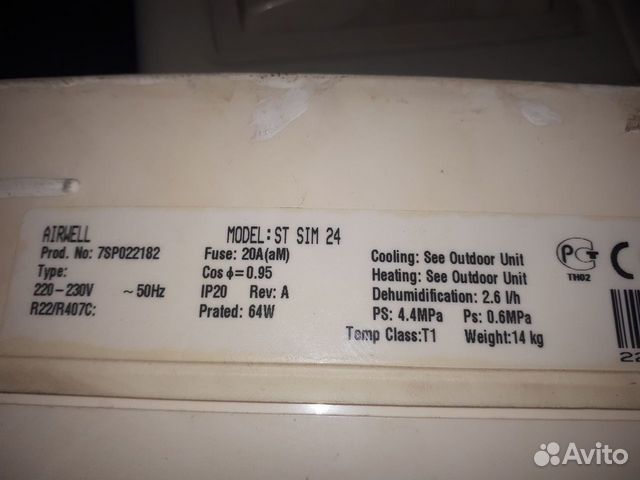 AIRWELL MODEL: ST SIM 24
Prod. No: 7SP022182 Fuse: 20A(aM) Cooling: See Outdoor Unit
Type: Cos ϕ=0.95 Heating: See Outdoor Unit
220-230V ~50Hz IP20 Rev: A Dehumidification: 2.6 l/h
R22/R407C: Prated: 64W PS: 4.4MPa Ps: 0.6MPa
Temp Class:T1 Weight:14 kg
TH02
22
Avito